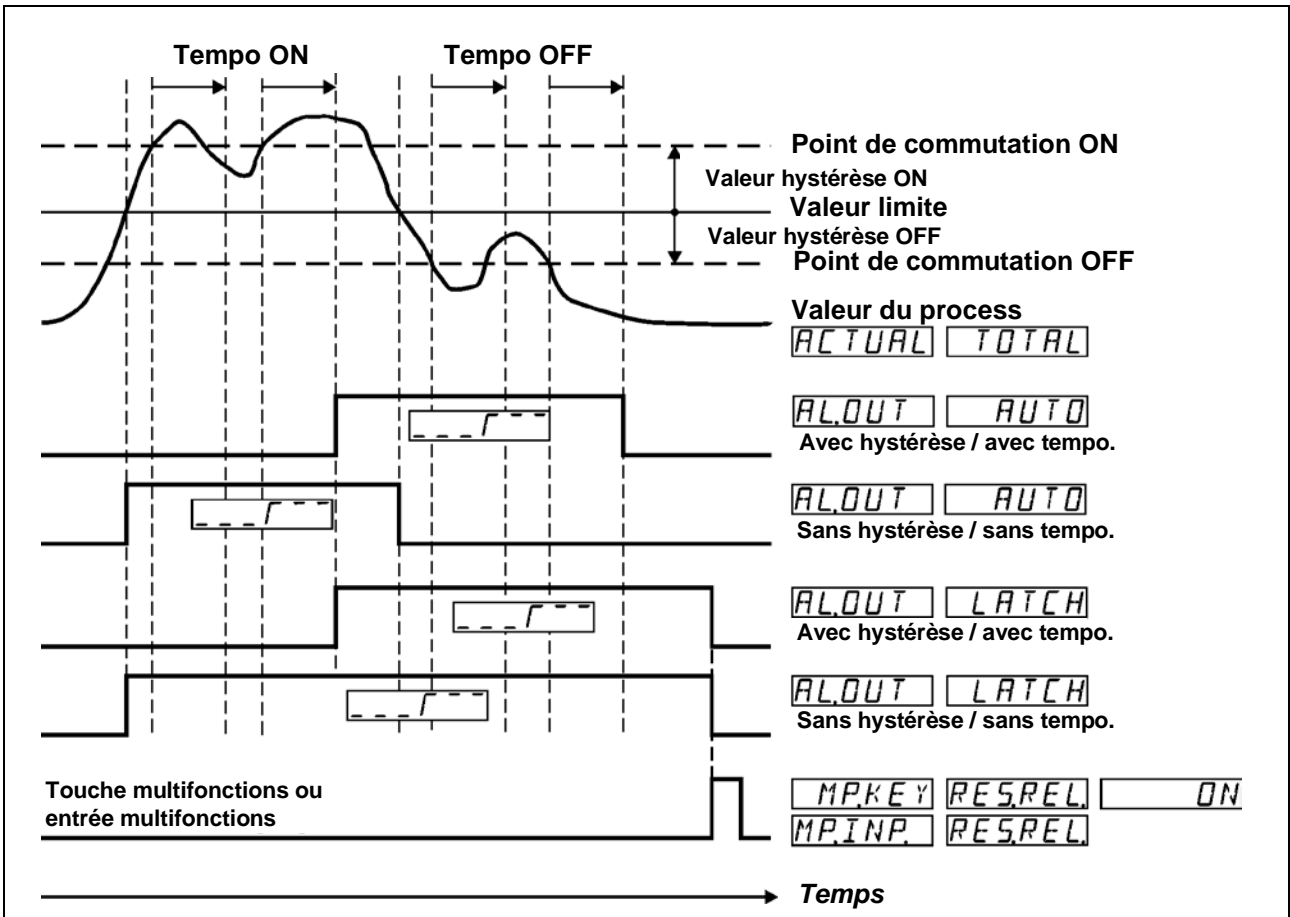 Tempo ON Tempo OFF
Point de commutation ON
Valeur hystérèse ON
Valeur limite
Valeur hystérèse OFF
Point de commutation OFF
Valeur du process
ACTUAL TOTAL
AL.OUT AUTO
Avec hystérèse / avec tempo.
AL.OUT AUTO
Sans hystérèse / sans tempo.
AL.OUT LATCH
Avec hystérèse / avec tempo.
AL.OUT LATCH
Sans hystérèse / sans tempo.
Touche multifonctions ou
entrée multifonctions
MP.KEY RES.REL. ON
MP.INP. RES.REL.
Temps